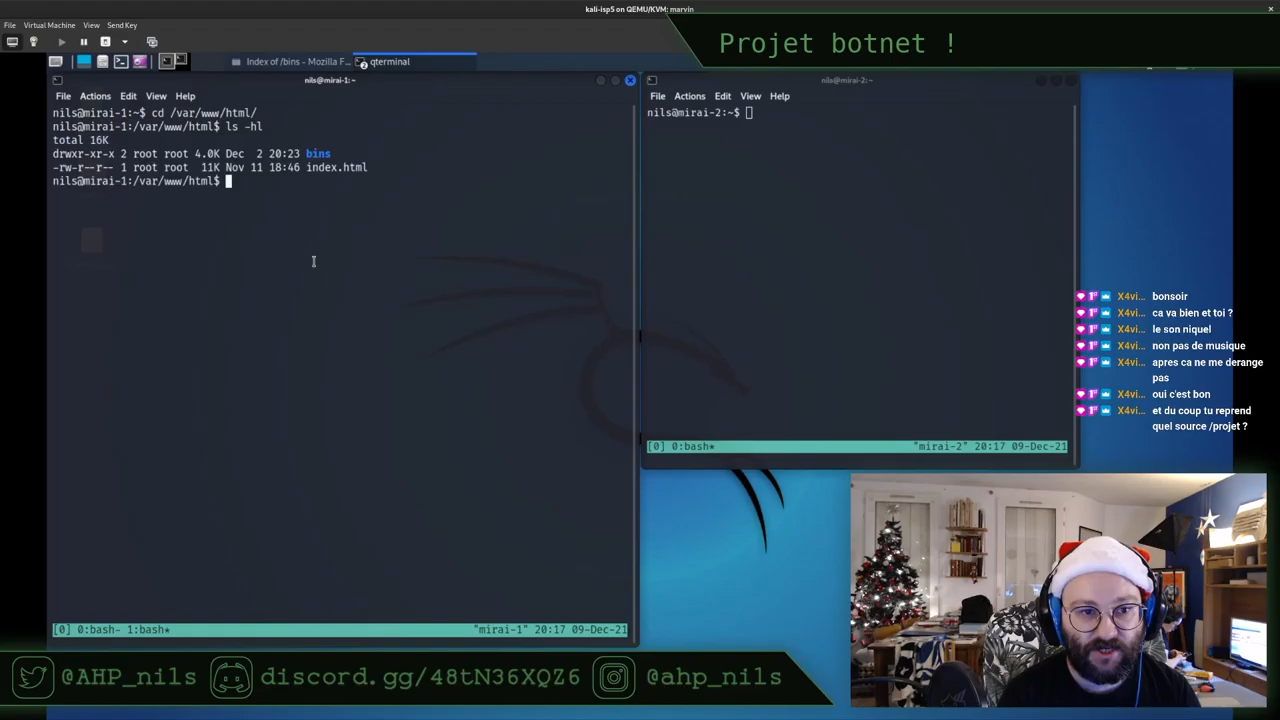 kali-isp5 on QEMU/KVM: marvin
File Virtual Machine View Send Key
Projet botnet !
Index of /bins - Mozilla F... qterminal
nils@mirai-1: ~
File Actions Edit View Help
nils@mirai-1:~$ cd /var/www/html/
nils@mirai-1:/var/www/html$ ls -hl
total 16K
drwxr-xr-x 2 root root 4.0K Dec  2 20:23 bins
-rw-r--r-- 1 root root  11K Nov 11 18:46 index.html
nils@mirai-1:/var/www/html$
[0] 0:bash- 1:bash* "mirai-1" 20:17 09-Dec-21
nils@mirai-2: ~
File Actions Edit View Help
nils@mirai-2:~$
[0] 0:bash* "mirai-2" 20:17 09-Dec-21
X4vi... bonsoir
X4vi... ca va bien et toi ?
X4vi... le son niquel
X4vi... non pas de musique
X4vi... apres ca ne me derange
pas
X4vi... oui c'est bon
X4vi... et du coup tu reprend
quel source /projet ?
@AHP_nils discord.gg/48tN36XQZ6 @ahp_nils